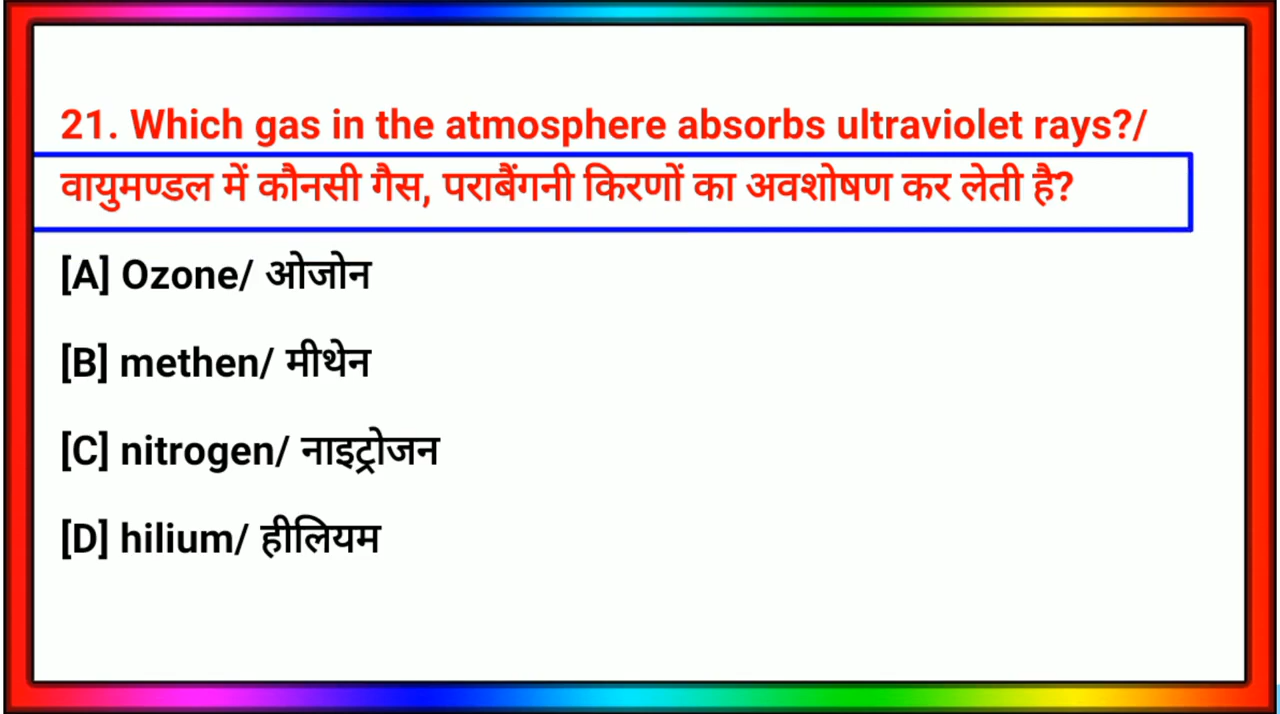 21. Which gas in the atmosphere absorbs ultraviolet rays?/
वायुमण्डल में कौनसी गैस, पराबैंगनी किरणों का अवशोषण कर लेती है?
[A] Ozone/ ओजोन
[B] methen/ मीथेन
[C] nitrogen/ नाइट्रोजन
[D] hilium/ हीलियम